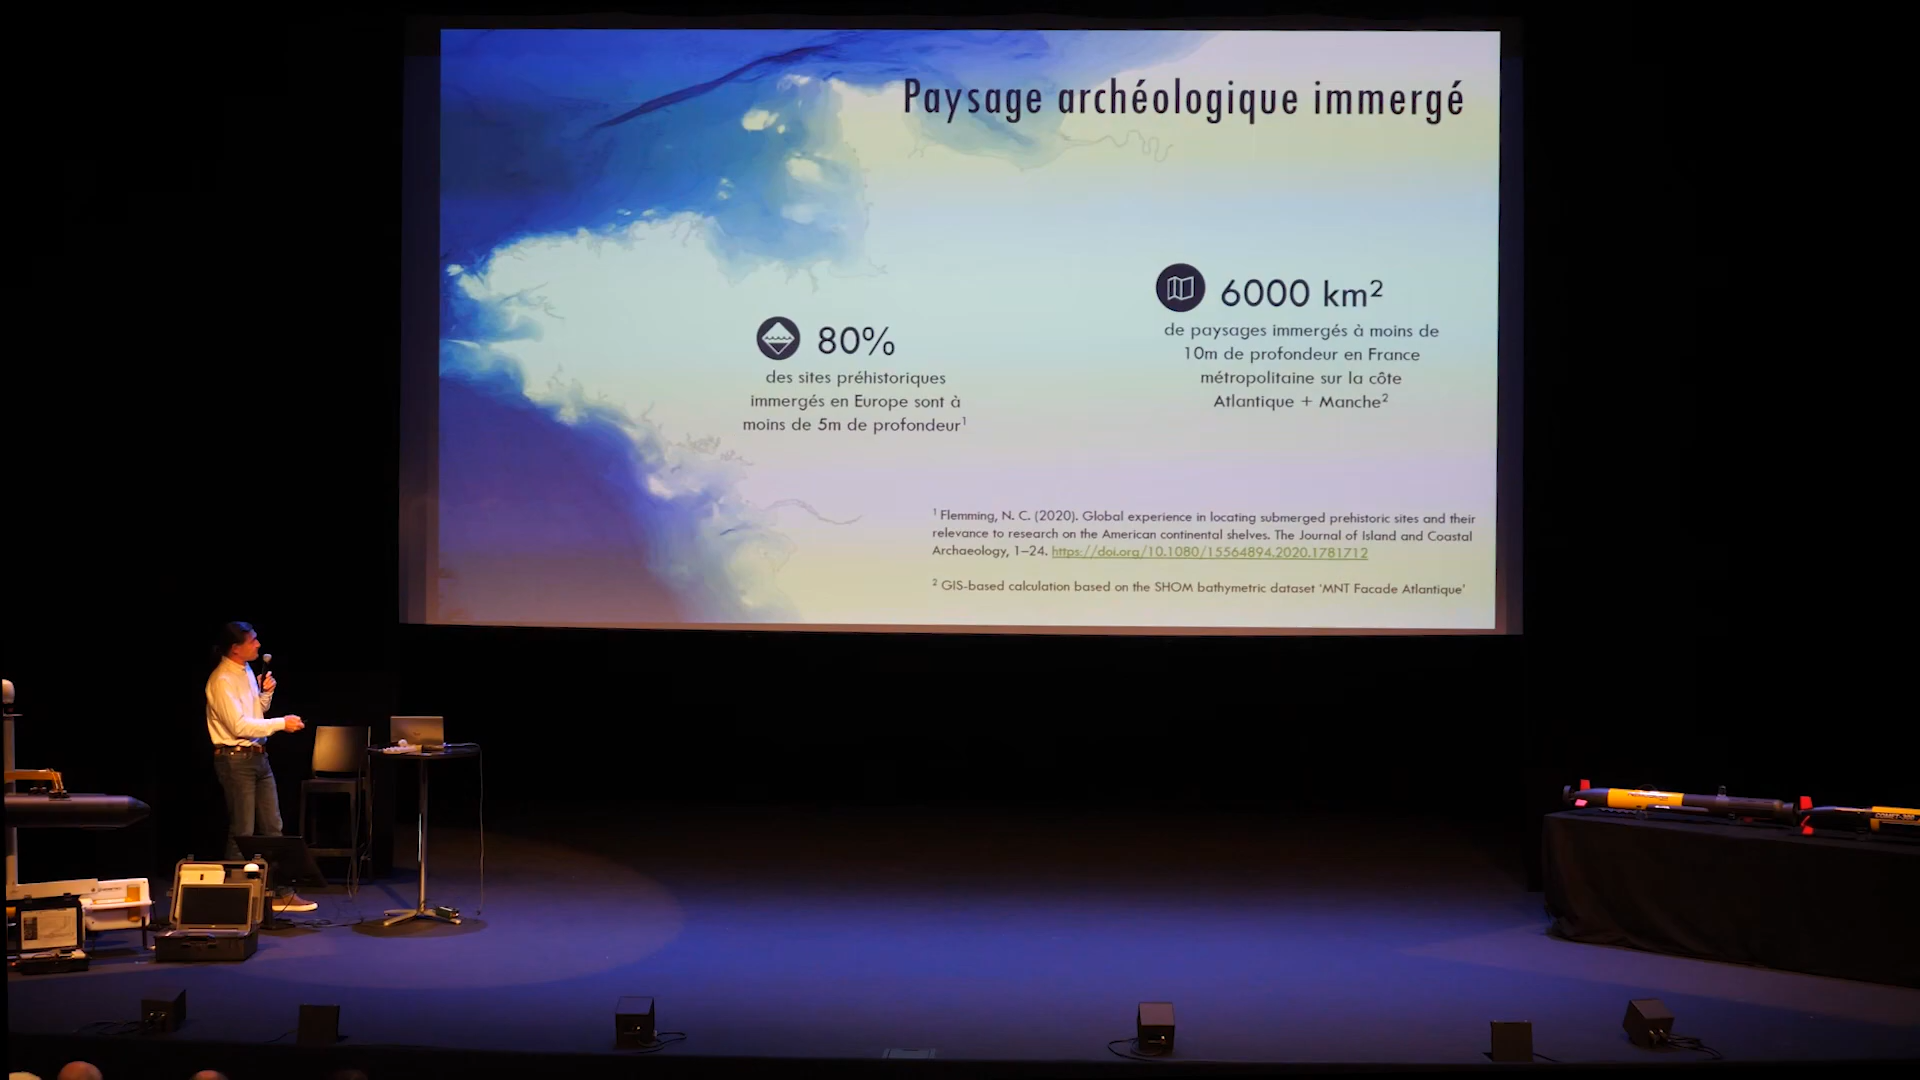 Paysage archéologique immergé
80%
des sites préhistoriques
immergés en Europe sont à
moins de 5m de profondeur¹
6000 km²
de paysages immergés à moins de
10m de profondeur en France
métropolitaine sur la côte
Atlantique + Manche²
¹ Flemming, N. C. (2020). Global experience in locating submerged prehistoric sites and their
relevance to research on the American continental shelves. The Journal of Island and Coastal
Archaeology, 1–24. https://doi.org/10.1080/15564894.2020.1781712
² GIS-based calculation based on the SHOM bathymetric dataset 'MNT Facade Atlantique'
COMET-300